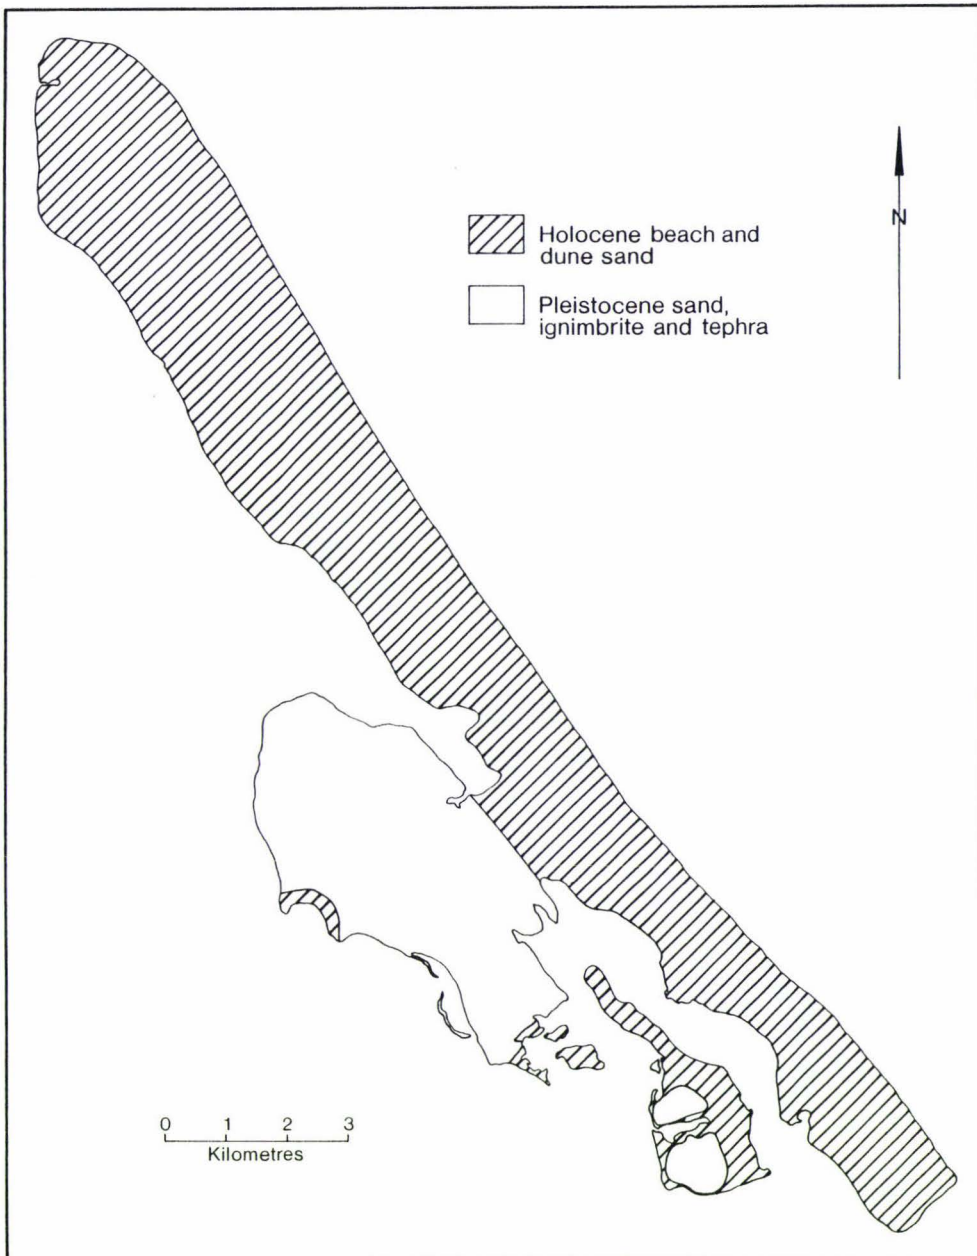 N
Holocene beach and
dune sand
Pleistocene sand,
ignimbrite and tephra
0 1 2 3
Kilometres